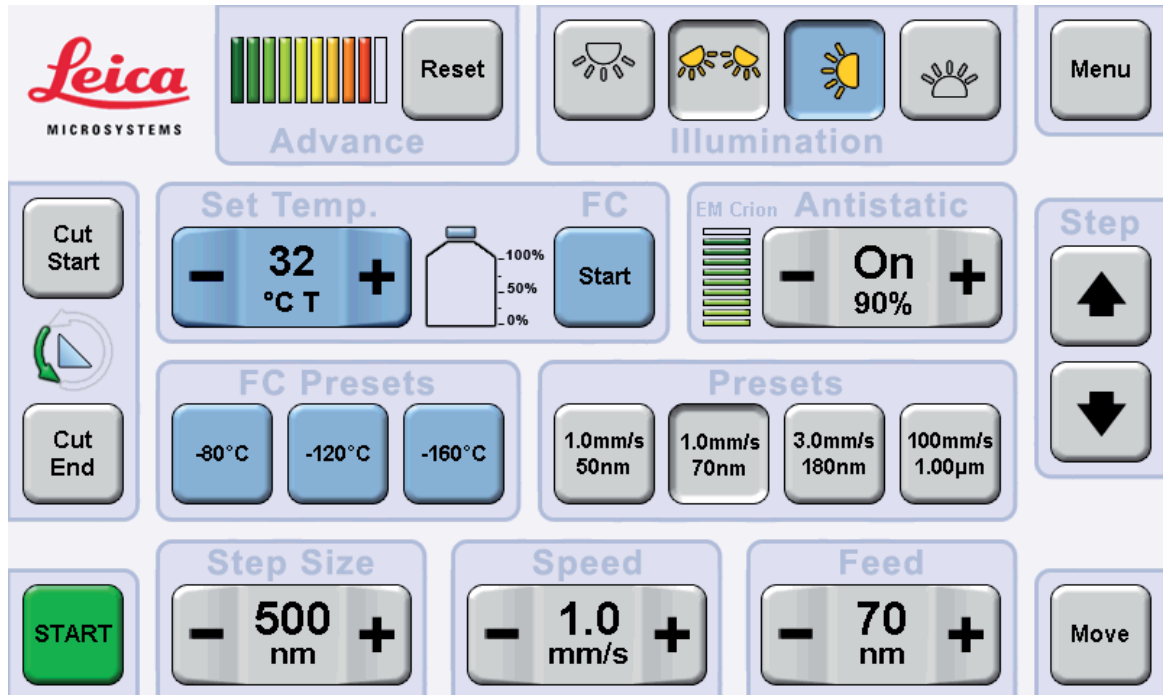 Leica
MICROSYSTEMS
Reset
Advance
Illumination
Menu
Cut
Start
Cut
End
Set Temp.
FC
- 32 +
°C T
100%
50%
0%
Start
EM Crion Antistatic
- On +
90%
Step
FC Presets
-80°C
-120°C
-160°C
Presets
1.0mm/s
50nm
1.0mm/s
70nm
3.0mm/s
180nm
100mm/s
1.00µm
START
Step Size
- 500 +
nm
Speed
- 1.0 +
mm/s
Feed
- 70 +
nm
Move